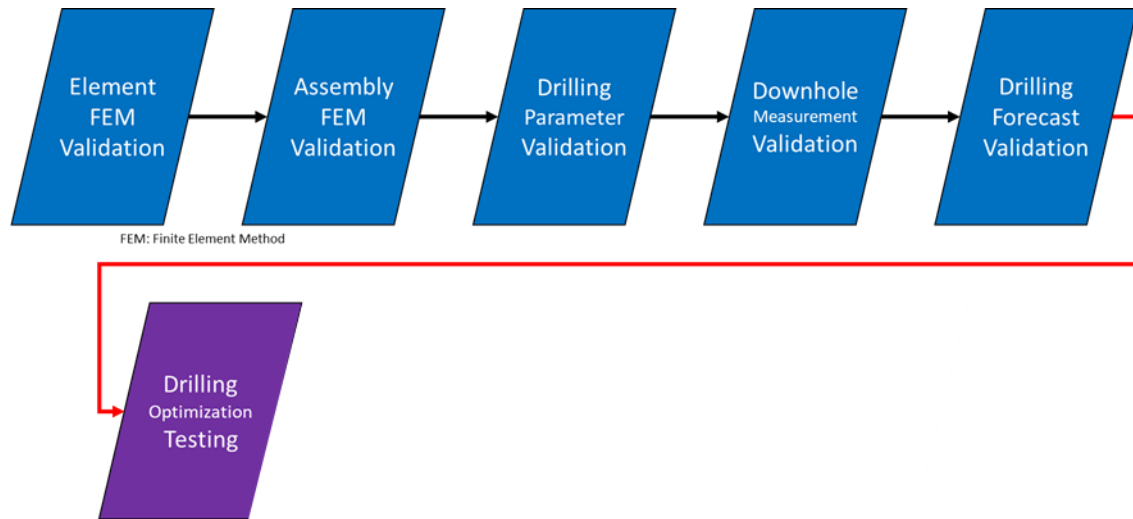 Element
FEM
Validation
Assembly
FEM
Validation
Drilling
Parameter
Validation
Downhole
Measurement
Validation
Drilling
Forecast
Validation
FEM: Finite Element Method
Drilling
Optimization
Testing